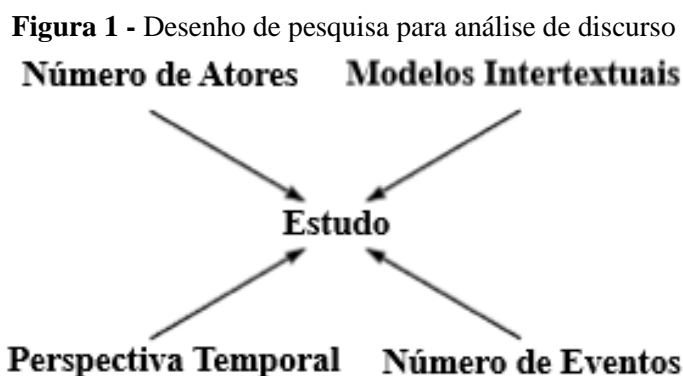 Figura 1 - Desenho de pesquisa para análise de discurso
Número de Atores Modelos Intertextuais
Estudo
Perspectiva Temporal Número de Eventos